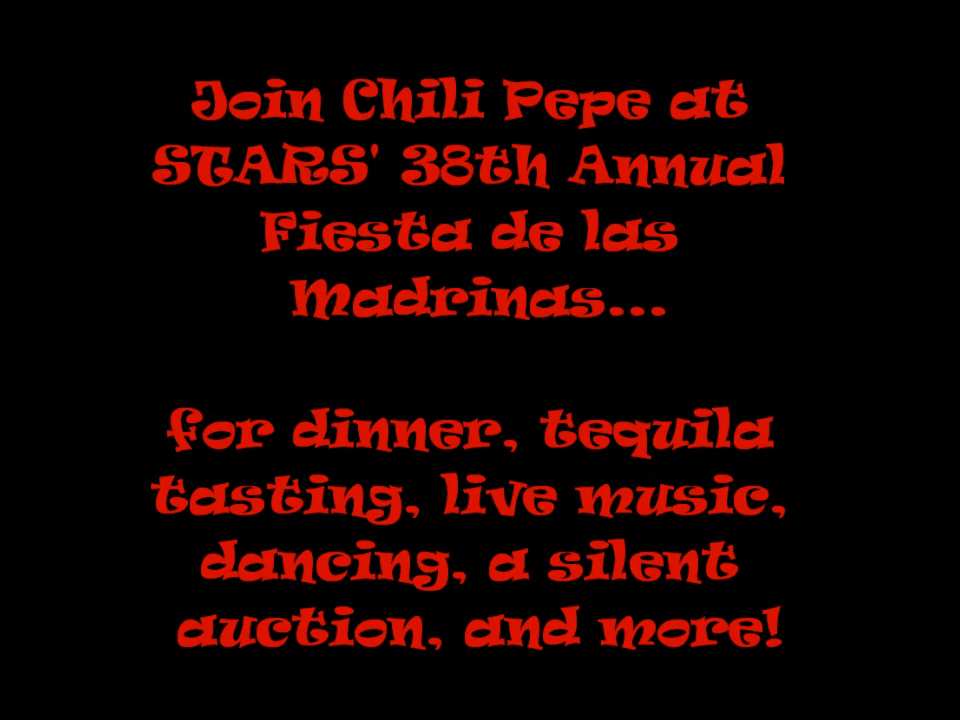 Join Chili Pepe at
STARS' 38th Annual
Fiesta de las
Madrinas...
for dinner, tequila
tasting, live music,
dancing, a silent
auction, and more!